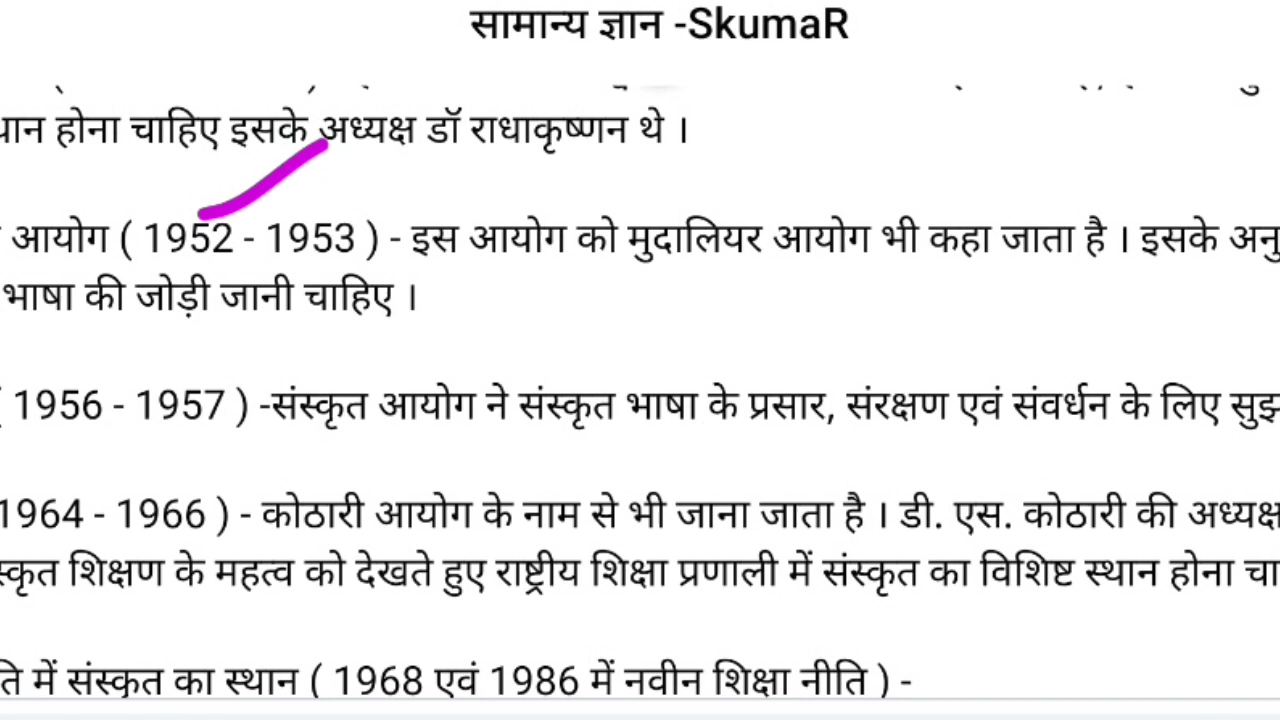 सामान्य ज्ञान -SkumaR
होना चाहिए इसके अध्यक्ष डॉ राधाकृष्णन थे ।
आयोग ( 1952 - 1953 ) - इस आयोग को मुदालियर आयोग भी कहा जाता है । इसके
भाषा की जोड़ी जानी चाहिए ।
( 1956 - 1957 ) -संस्कृत आयोग ने संस्कृत भाषा के प्रसार, संरक्षण एवं संवर्धन के लिए
1964 - 1966 ) - कोठारी आयोग के नाम से भी जाना जाता है । डी. एस. कोठारी की
शिक्षण के महत्व को देखते हुए राष्ट्रीय शिक्षा प्रणाली में संस्कृत का विशिष्ट स्थान होना
में संस्कृत का स्थान ( 1968 एवं 1986 में नवीन शिक्षा नीति ) -